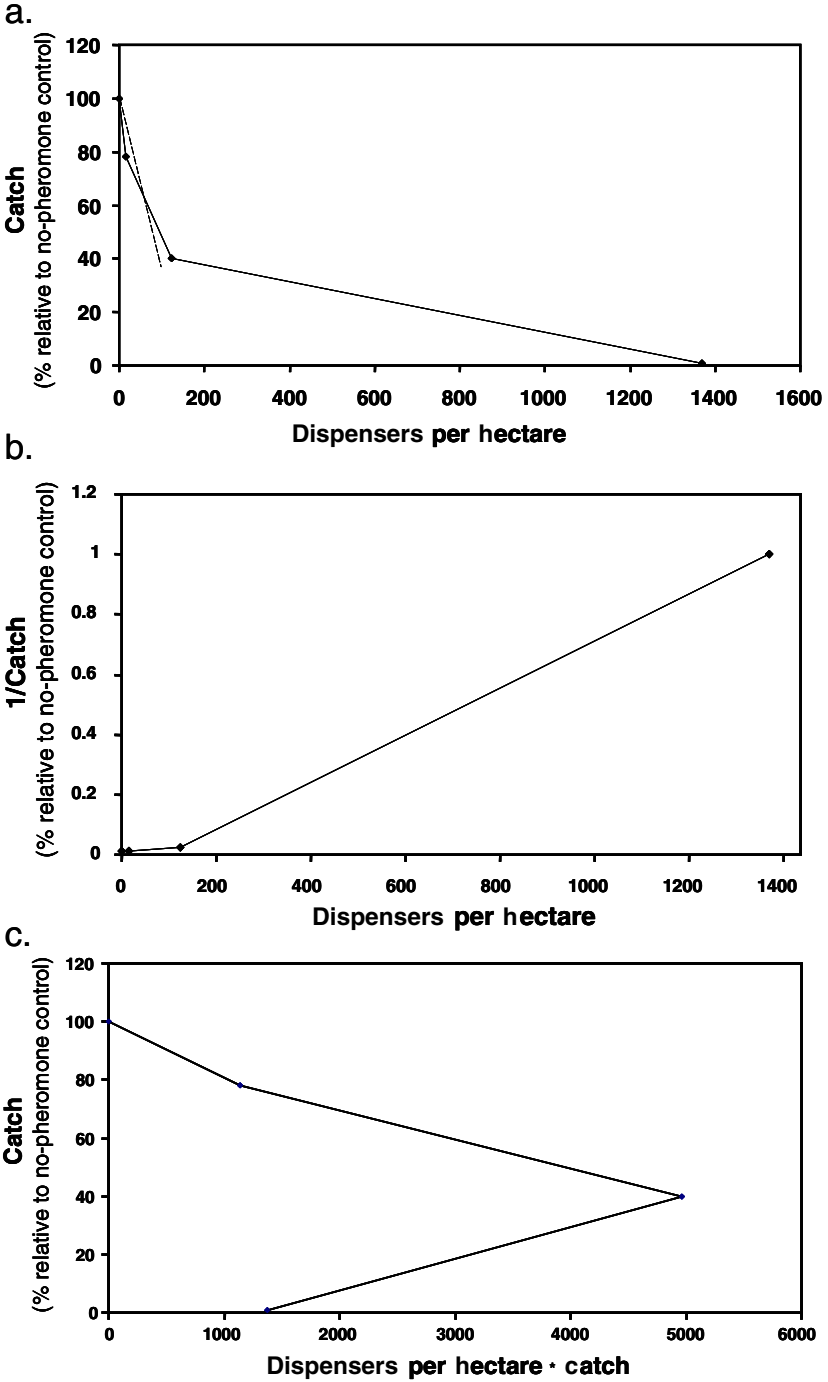 a.
Catch
(% relative to no-pheromone control)
120
100
80
60
40
20
0
0 200 400 600 800 1000 1200 1400 1600
Dispensers per hectare
b.
1/Catch
(% relative to no-pheromone control)
1.2
1
0.8
0.6
0.4
0.2
0
0 200 400 600 800 1000 1200 1400
Dispensers per hectare
c.
Catch
(% relative to no-pheromone control)
120
100
80
60
40
20
0
0 1000 2000 3000 4000 5000 6000
Dispensers per hectare * catch